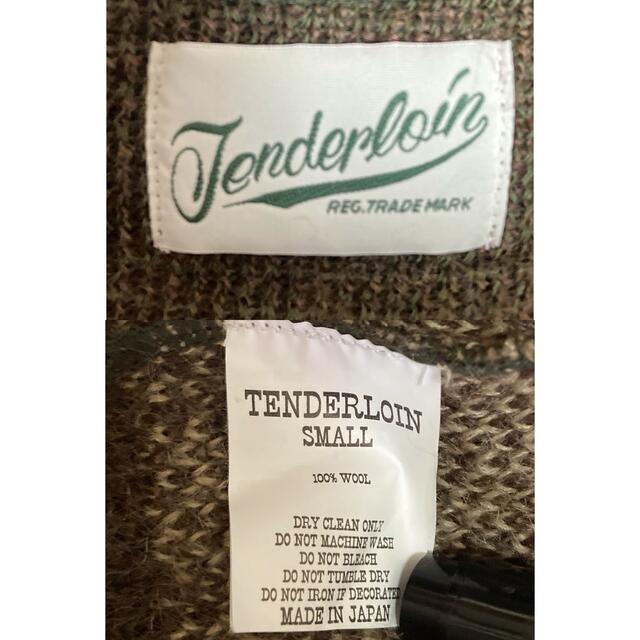 Tenderloin
REG. TRADE MARK
TENDERLOIN
SMALL
100% WOOL
DRY CLEAN ONLY
DO NOT MACHINE WASH
DO NOT BLEACH
DO NOT TUMBLE DRY
DO NOT IRON IF DECORATED
MADE IN JAPAN